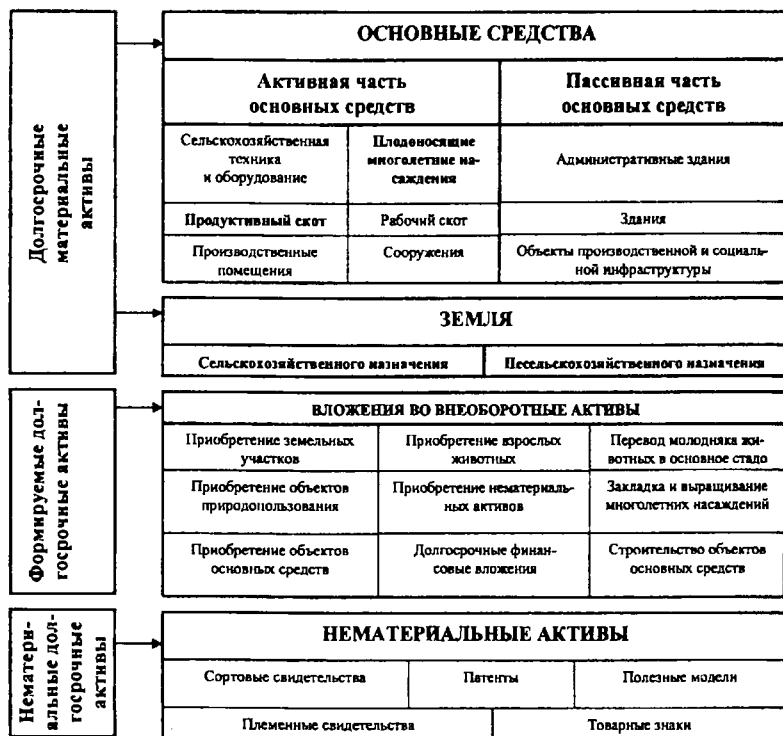 Долгосрочные
материальные
активы
ОСНОВНЫЕ СРЕДСТВА
Активная часть
основных средств
Пассивная часть
основных средств
Сельскохозяйственная
техника
и оборудование
Плодоносящие
многолетние на-
саждения
Административные здания
Продуктивный скот
Рабочий скот
Здания
Производственные
помещения
Сооружения
Объекты производственной и социаль-
ной инфраструктуры
ЗЕМЛЯ
Сельскохозяйственного назначения
Несельскохозяйственного назначения
Формируемые дол-
госрочные активы
ВЛОЖЕНИЯ ВО ВНЕОБОРОТНЫЕ АКТИВЫ
Приобретение земельных
участков
Приобретение взрослых
животных
Перевод молодняка жи-
вотных в основное стадо
Приобретение объектов
природопользования
Приобретение нематериаль-
ных активов
Закладка и выращивание
многолетних насаждений
Приобретение объектов
основных средств
Долгосрочные финан-
совые вложения
Строительство объектов
основных средств
Нематери-
альные дол-
госрочные
активы
НЕМАТЕРИАЛЬНЫЕ АКТИВЫ
Сортовые свидетельства
Патенты
Полезные модели
Племенные свидетельства
Товарные знаки